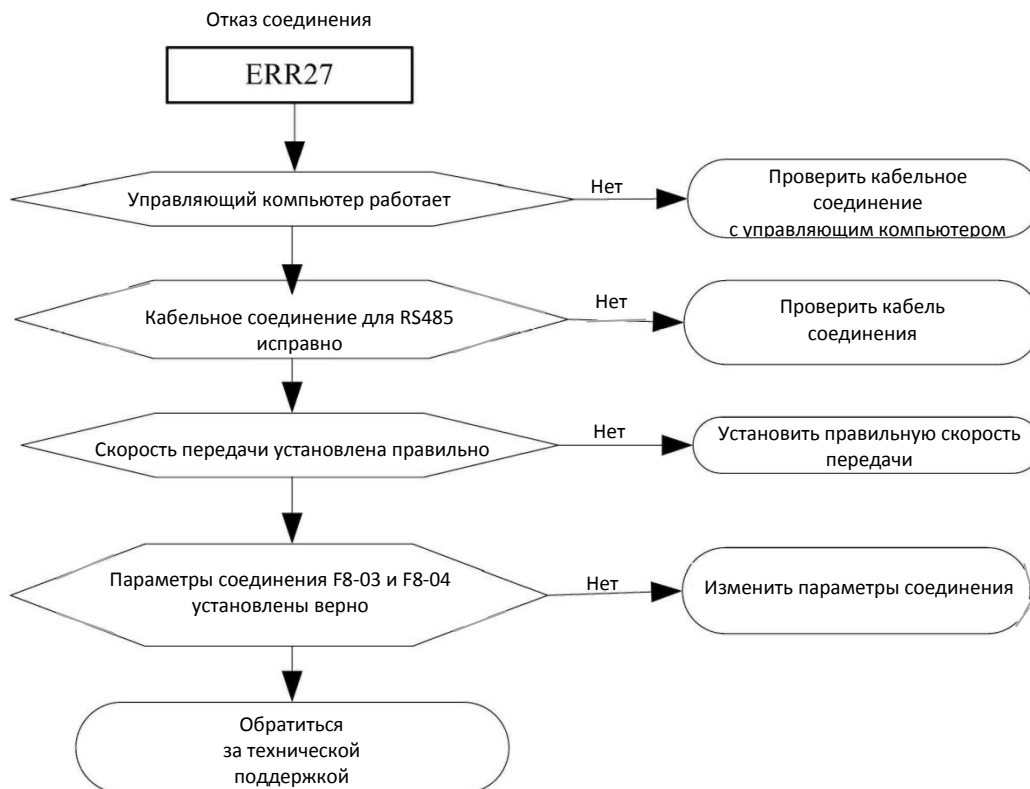 Отказ соединения
ERR27
Управляющий компьютер работает
Нет
Проверить кабельное
соединение
с управляющим компьютером
Кабельное соединение для RS485
исправно
Нет
Проверить кабель
соединения
Скорость передачи установлена правильно
Нет
Установить правильную скорость
передачи
Параметры соединения F8-03 и F8-04
установлены верно
Нет
Изменить параметры соединения
Обратиться
за технической
поддержкой